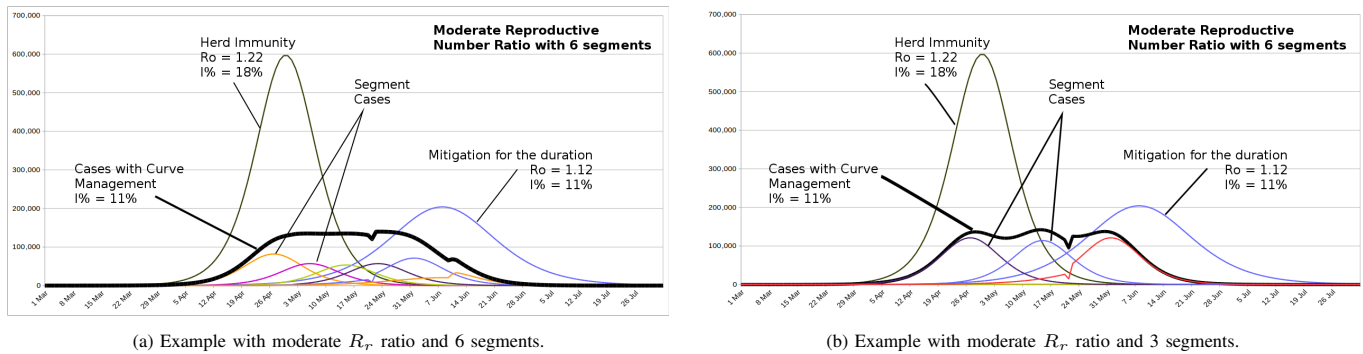 700,000
600,000
500,000
400,000
300,000
200,000
100,000
0
Moderate Reproductive
Number Ratio with 6 segments
Herd Immunity
Ro = 1.22
I% = 18%
Segment
Cases
Mitigation for the duration
Ro = 1.12
I% = 11%
Cases with Curve
Management
I% = 11%
1 Mar
8 Mar
15 Mar
22 Mar
29 Mar
5 Apr
12 Apr
19 Apr
26 Apr
3 May
10 May
17 May
24 May
31 May
7 Jun
14 Jun
21 Jun
28 Jun
5 Jul
12 Jul
19 Jul
26 Jul
(a) Example with moderate Rr ratio and 6 segments.
700,000
600,000
500,000
400,000
300,000
200,000
100,000
0
Moderate Reproductive
Number Ratio with 6 segments
Herd Immunity
Ro = 1.22
I% = 18%
Segment
Cases
Mitigation for the duration
Ro = 1.12
I% = 11%
Cases with Curve
Management
I% = 11%
1 Mar
8 Mar
15 Mar
22 Mar
29 Mar
5 Apr
12 Apr
19 Apr
26 Apr
3 May
10 May
17 May
24 May
31 May
7 Jun
14 Jun
21 Jun
28 Jun
5 Jul
12 Jul
19 Jul
26 Jul
(b) Example with moderate Rr ratio and 3 segments.